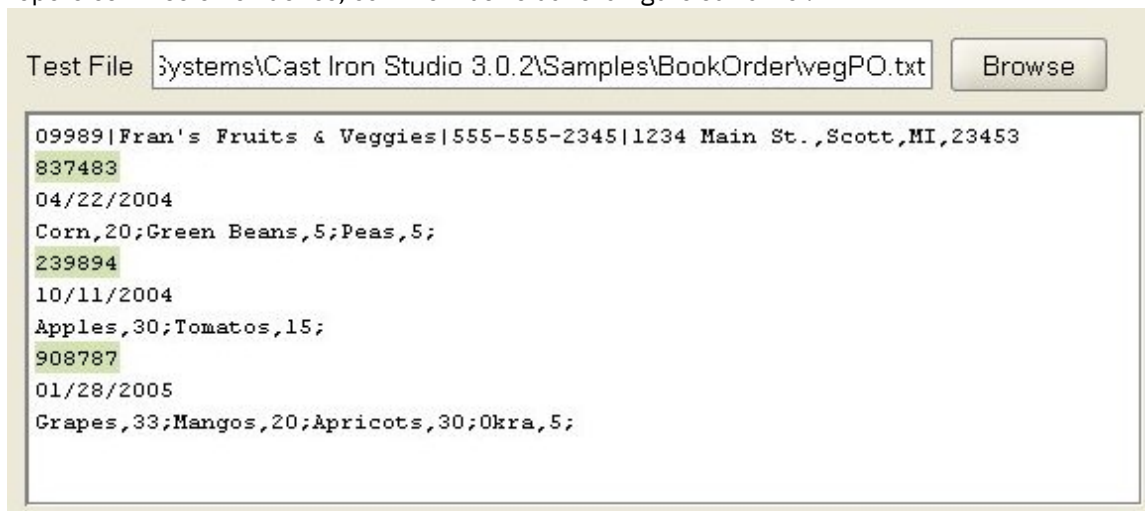 Test File Systems\Cast Iron Studio 3.0.2\Samples\BookOrder\vegPO.txt Browse
09989|Fran's Fruits & Veggies|555-555-2345|1234 Main St.,Scott,MI,23453
837483
04/22/2004
Corn,20;Green Beans,5;Peas,5;
239894
10/11/2004
Apples,30;Tomatos,15;
908787
01/28/2005
Grapes,33;Mangos,20;Apricots,30;Okra,5;